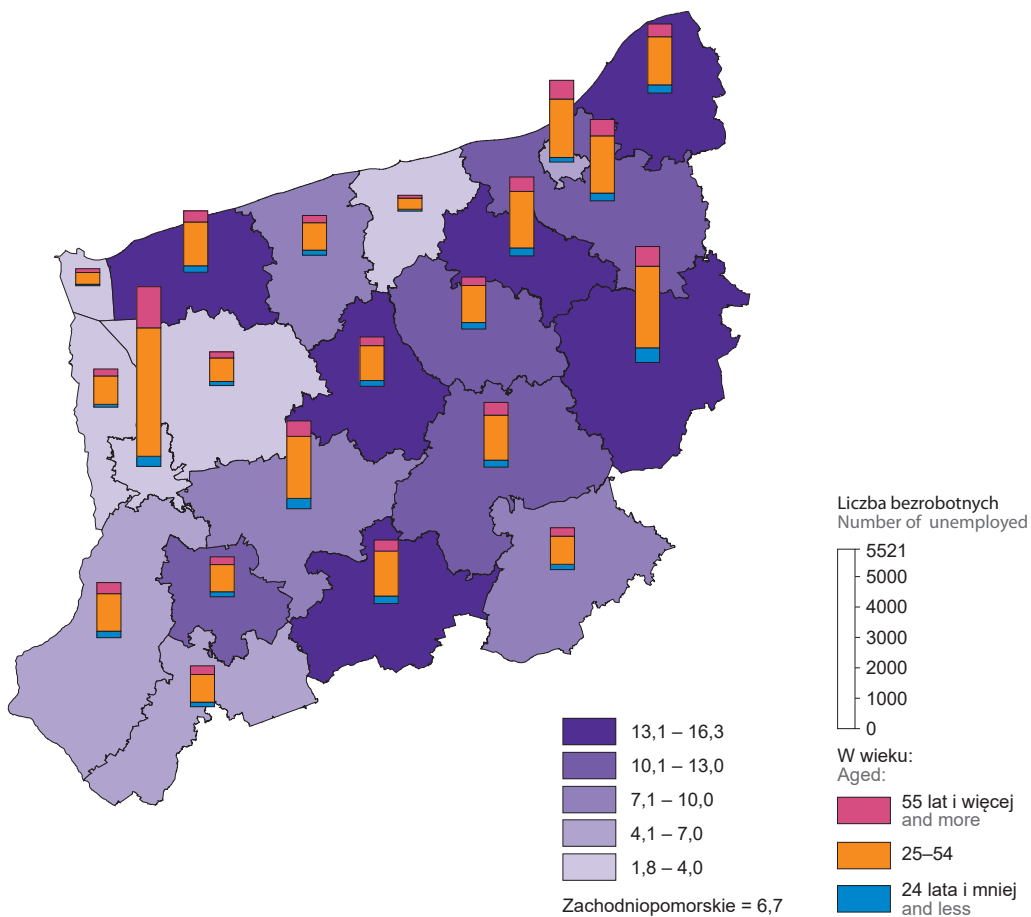 Liczba bezrobotnych
Number of unemployed
5521
5000
4000
3000
2000
1000
0
W wieku:
Aged:
55 lat i więcej
and more
25–54
24 lata i mniej
and less
13,1 – 16,3
10,1 – 13,0
7,1 – 10,0
4,1 – 7,0
1,8 – 4,0
Zachodniopomorskie = 6,7